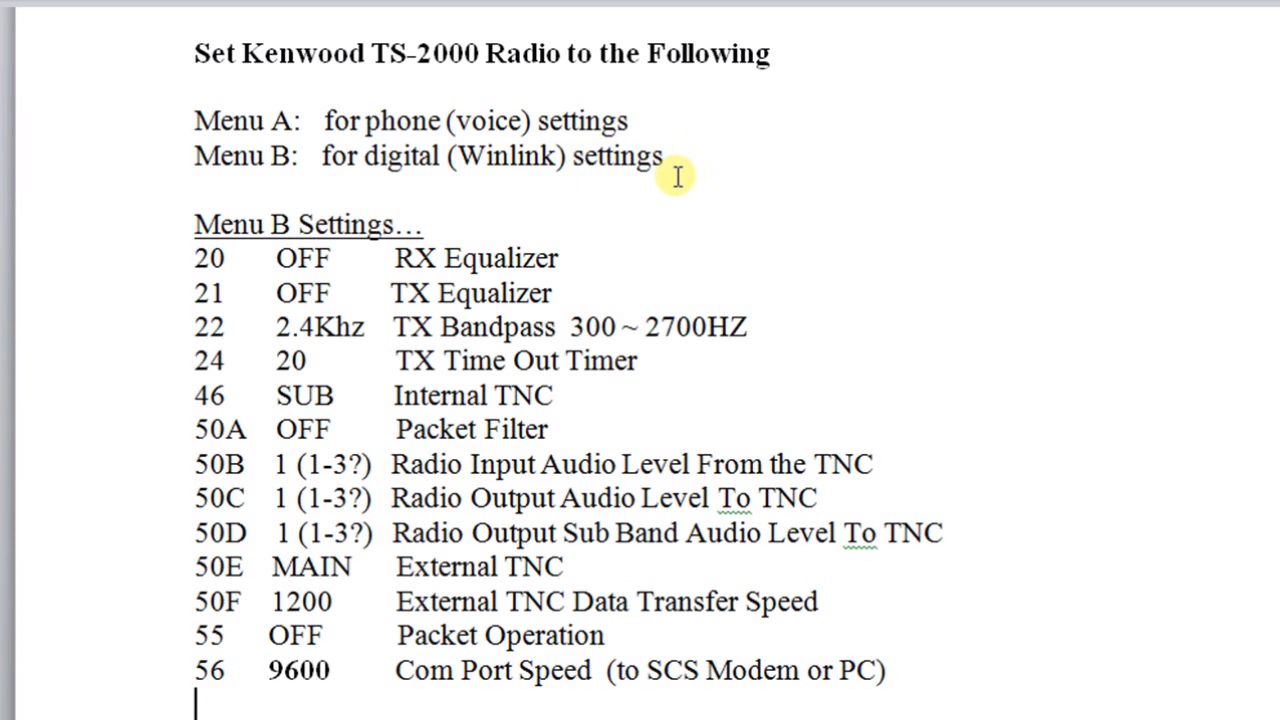 Set Kenwood TS-2000 Radio to the Following
Menu A: for phone (voice) settings
Menu B: for digital (Winlink) settings
Menu B Settings…
20 OFF RX Equalizer
21 OFF TX Equalizer
22 2.4Khz TX Bandpass 300 ~ 2700HZ
24 20 TX Time Out Timer
46 SUB Internal TNC
50A OFF Packet Filter
50B 1 (1-3?) Radio Input Audio Level From the TNC
50C 1 (1-3?) Radio Output Audio Level To TNC
50D 1 (1-3?) Radio Output Sub Band Audio Level To TNC
50E MAIN External TNC
50F 1200 External TNC Data Transfer Speed
55 OFF Packet Operation
56 9600 Com Port Speed (to SCS Modem or PC)